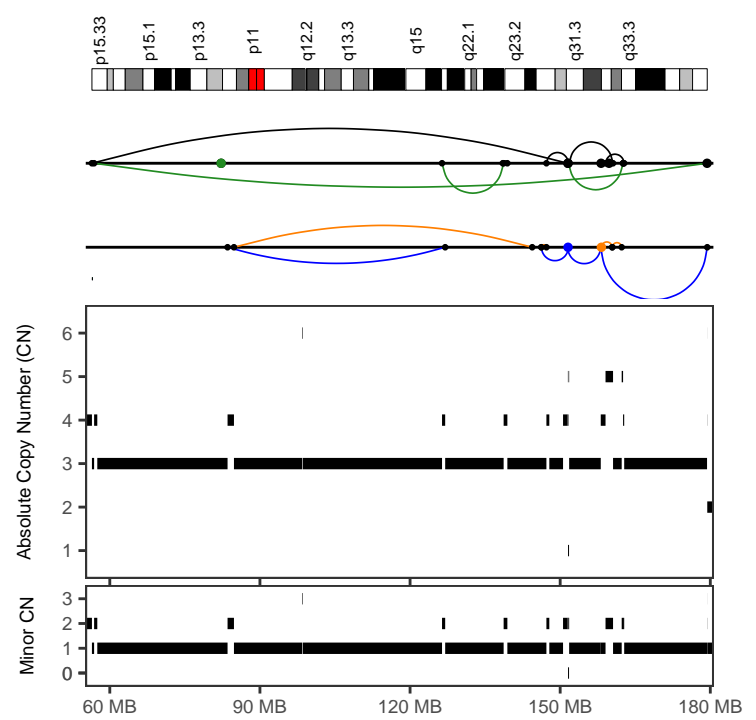 p15.33 p15.1 p13.3 p11 q12.2 q13.3 q15 q22.1 q23.2 q31.3 q33.3
Absolute Copy Number (CN)
6
5
4
3
2
1
Minor CN
3
2
1
0
60 MB 90 MB 120 MB 150 MB 180 MB